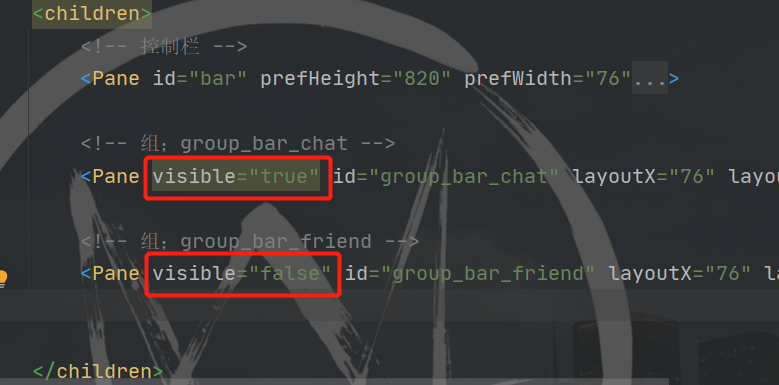 <children>
<!-- 控制栏 -->
<Pane id="bar" prefHeight="820" prefWidth="76"...>
<!-- 组；group_bar_chat -->
<Pane visible="true" id="group_bar_chat" layoutX="76" layou
<!-- 组；group_bar_friend -->
<Pane visible="false" id="group_bar_friend" layoutX="76" la
</children>